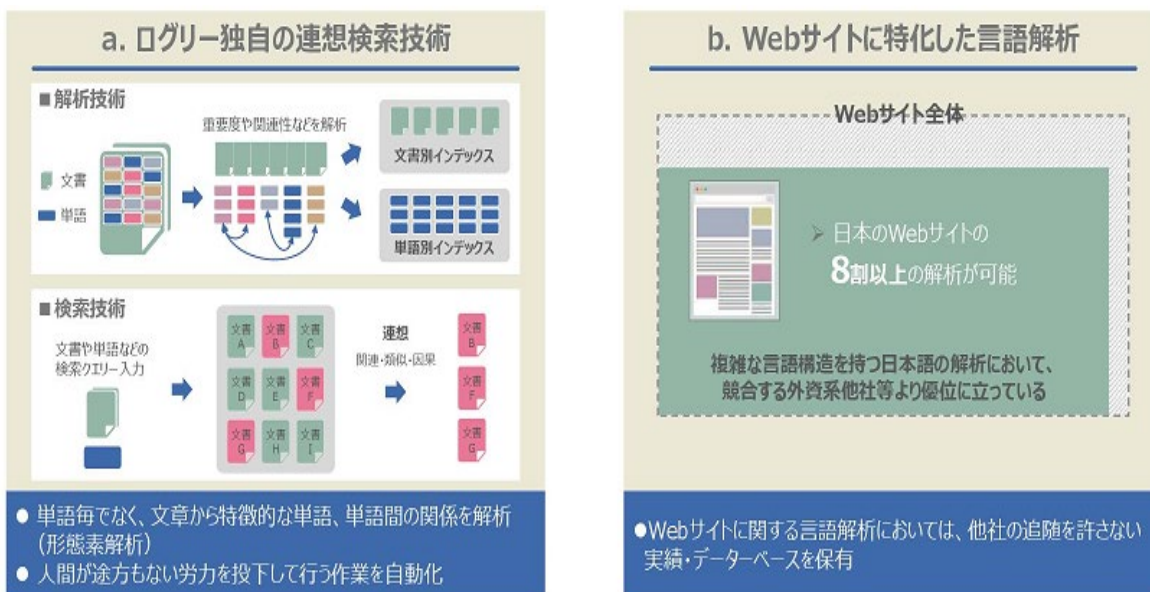 a. ログリー独自の連想検索技術
■解析技術
文書
単語
重要度や関連性などを解析
文書別インデックス
単語別インデックス
■検索技術
文書や単語などの
検索クエリー入力
文書
A
文書
B
文書
C
文書
D
文書
E
文書
F
文書
G
文書
H
文書
I
連想
関連・類似・因果
文書
B
文書
F
文書
G
● 単語毎でなく、文章から特徴的な単語、単語間の関係を解析
(形態素解析)
● 人間が途方もない労力を投下して行う作業を自動化
b. Webサイトに特化した言語解析
Webサイト全体
➢ 日本のWebサイトの
8割以上の解析が可能
複雑な言語構造を持つ日本語の解析において、
競合する外資系他社等より優位に立っている
●Webサイトに関する言語解析においては、他社の追随を許さない
実績・データーベースを保有